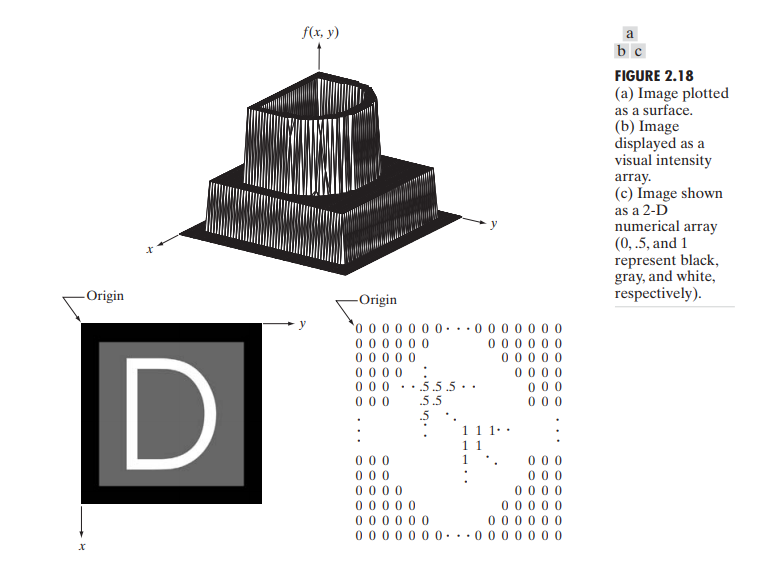 f(x, y)
y
x
a
b c
FIGURE 2.18
(a) Image plotted
as a surface.
(b) Image
displayed as a
visual intensity
array.
(c) Image shown
as a 2-D
numerical array
(0, .5, and 1
represent black,
gray, and white,
respectively).
Origin
y
D
x
Origin
0 0 0 0 0 0 0 · · · 0 0 0 0 0 0 0
0 0 0 0 0 0 0 0 0 0 0 0
0 0 0 0 0 0 0 0 0 0
0 0 0 0 0 0 0 0
0 0 0 · · .5 .5 .5 · · 0 0 0
0 0 0 .5 .5 0 0 0
.5
1 1 1 · ·
1 1
0 0 0 1 0 0 0
0 0 0 0 0 0
0 0 0 0 0 0 0 0
0 0 0 0 0 0 0 0 0 0
0 0 0 0 0 0 0 0 0 0 0 0
0 0 0 0 0 0 0 · · · 0 0 0 0 0 0 0